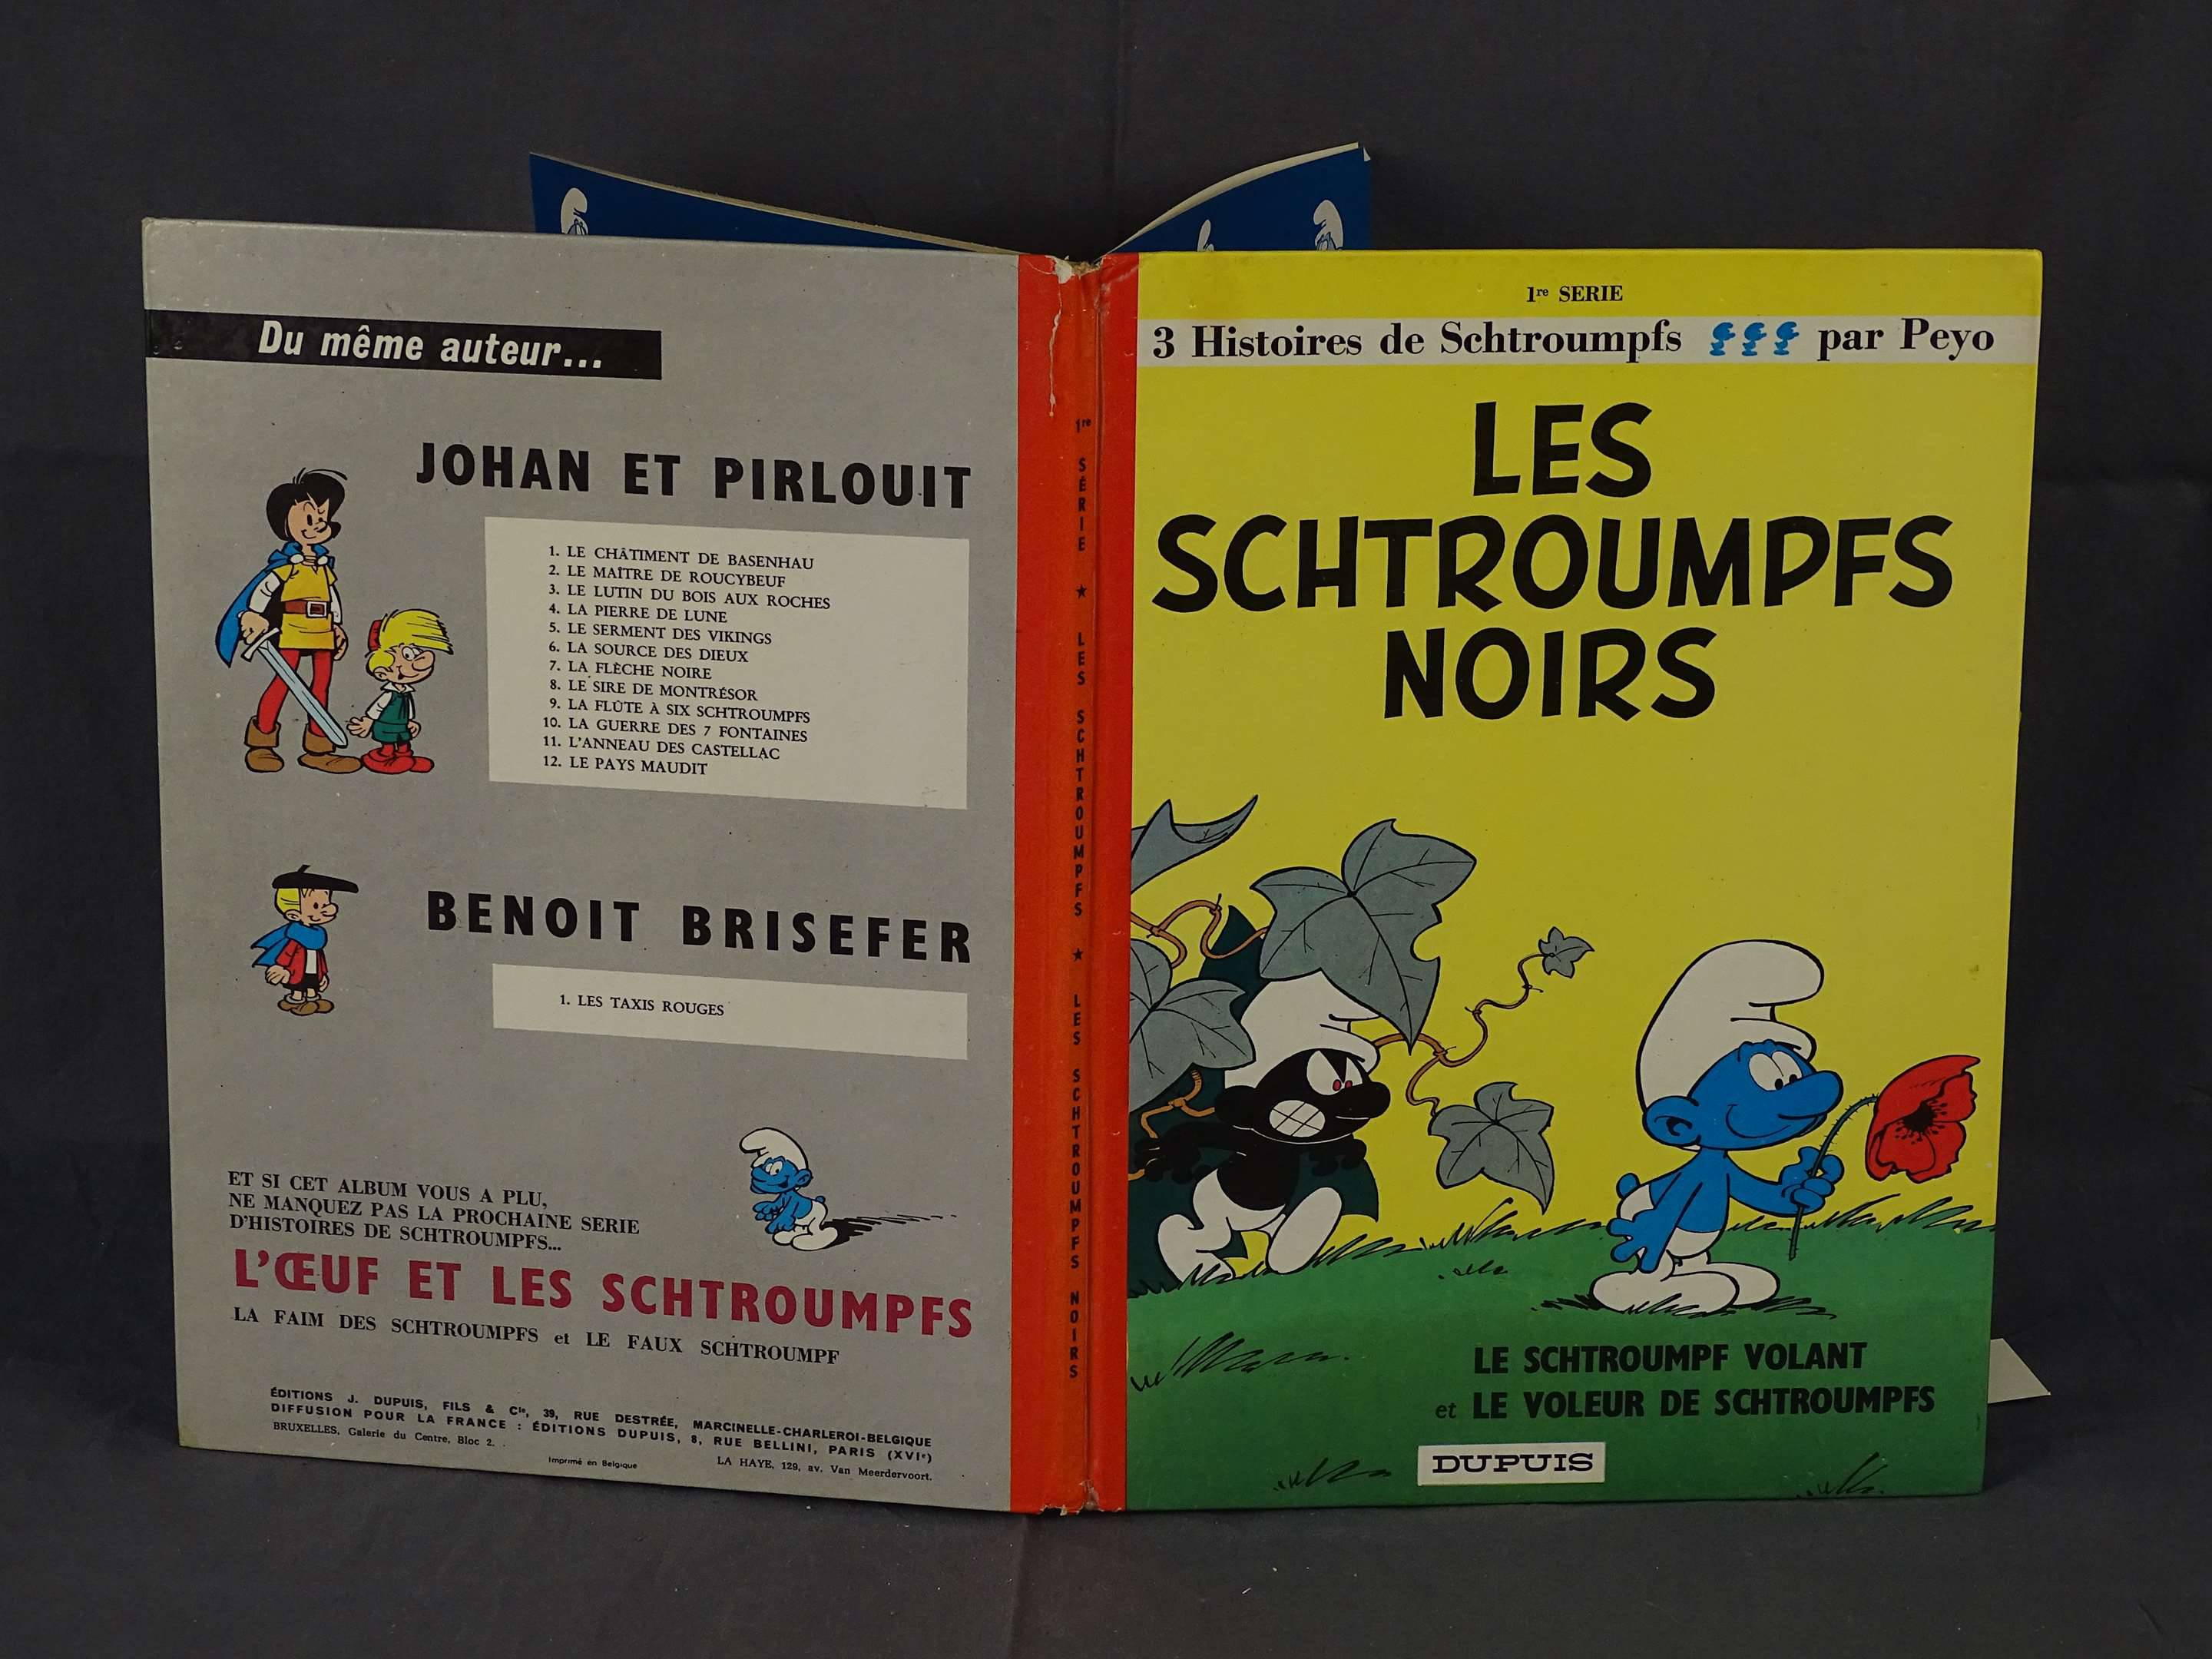 Du même auteur...
JOHAN ET PIRLOUIT
1. LE CHÂTIMENT DE BASENHAU
2. LE MAÎTRE DE ROUCYBEUF
3. LE LUTIN DU BOIS AUX ROCHES
4. LA PIERRE DE LUNE
5. LE SERMENT DES VIKINGS
6. LA SOURCE DES DIEUX
7. LA FLÈCHE NOIRE
8. LE SIRE DE MONTRÉSOR
9. LA FLÛTE À SIX SCHTROUMPFS
10. LA GUERRE DES 7 FONTAINES
11. L'ANNEAU DES CASTELLAC
12. LE PAYS MAUDIT
BENOIT BRISEFER
1. LES TAXIS ROUGES
ET SI CET ALBUM VOUS A PLU,
NE MANQUEZ PAS LA PROCHAINE SERIE
D'HISTOIRES DE SCHTROUMPFS...
L'ŒUF ET LES SCHTROUMPFS
LA FAIM DES SCHTROUMPFS et LE FAUX SCHTROUMPF
ÉDITIONS J. DUPUIS, FILS & Cie, 39, RUE DESTRÉE, MARCINELLE-CHARLEROI-BELGIQUE
DIFFUSION POUR LA FRANCE : ÉDITIONS DUPUIS, 8, RUE BELLINI, PARIS (XVIe)
BRUXELLES, Galerie du Centre, Bloc 2. LA HAYE, 129, av. Van Meerdervoort.
Imprimé en Belgique
1re SÉRIE ★ LES SCHTROUMPFS ★ LES SCHTROUMPFS NOIRS
1re SERIE
3 Histoires de Schtroumpfs par Peyo
LES
SCHTROUMPFS
NOIRS
LE SCHTROUMPF VOLANT
et LE VOLEUR DE SCHTROUMPFS
DUPUIS